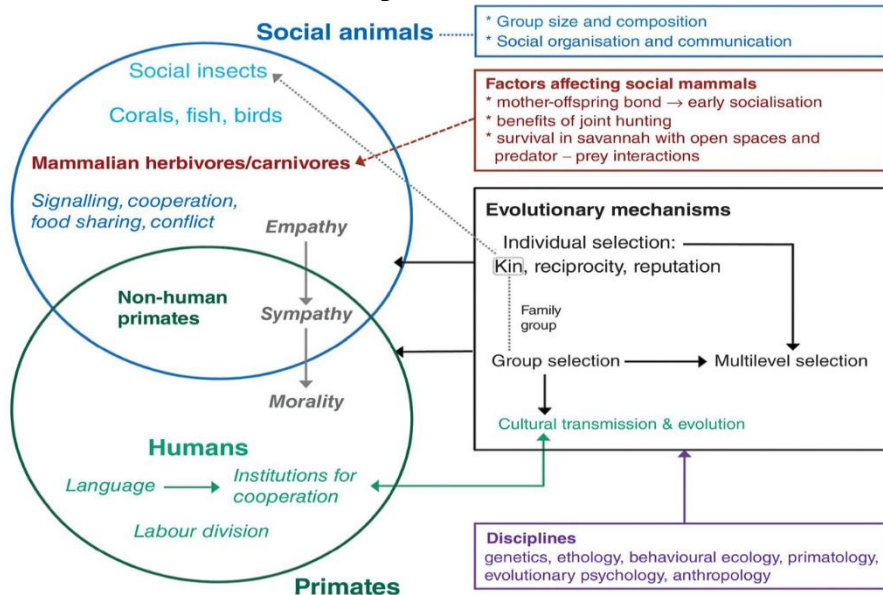 Social animals
* Group size and composition
* Social organisation and communication
Social insects
Corals, fish, birds
Mammalian herbivores/carnivores
Signalling, cooperation,
food sharing, conflict
Factors affecting social mammals
* mother-offspring bond → early socialisation
* benefits of joint hunting
* survival in savannah with open spaces and
predator – prey interactions
Empathy
Non-human
primates
Sympathy
Morality
Evolutionary mechanisms
Individual selection:
Kin, reciprocity, reputation
Family
group
Group selection
Multilevel selection
Cultural transmission & evolution
Humans
Language
Institutions for
cooperation
Labour division
Primates
Disciplines
genetics, ethology, behavioural ecology, primatology,
evolutionary psychology, anthropology